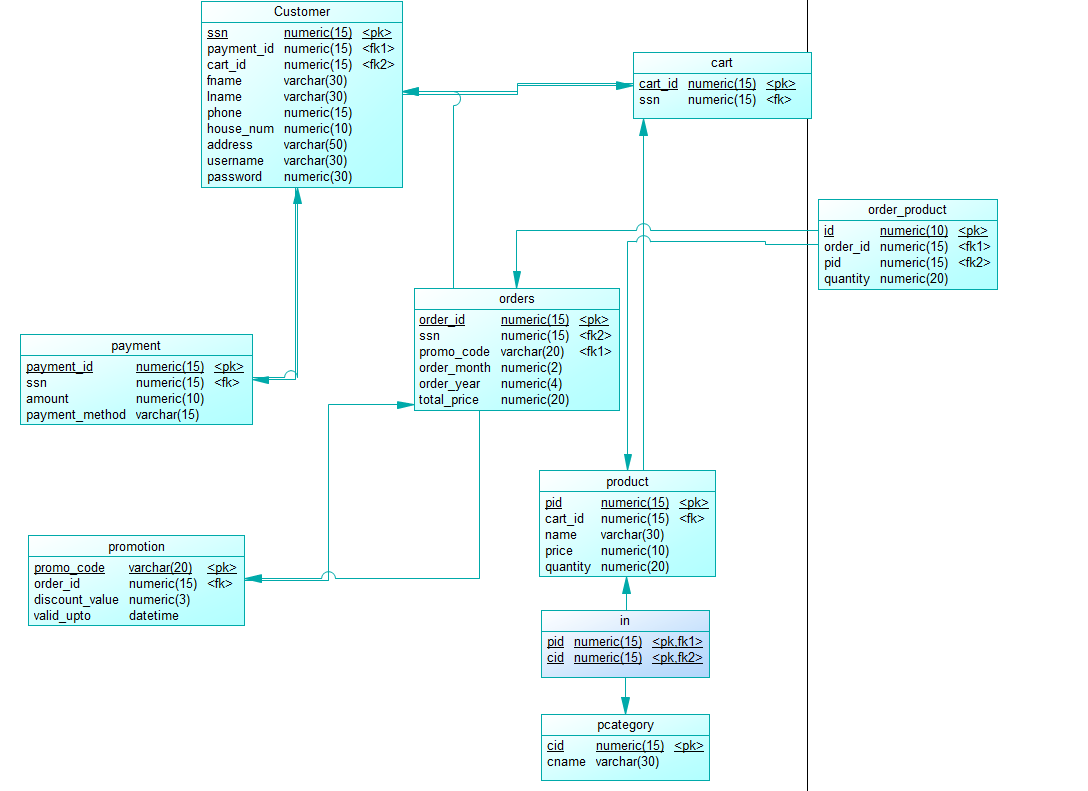 Customer
ssn numeric(15) <pk>
payment_id numeric(15) <fk1>
cart_id numeric(15) <fk2>
fname varchar(30)
lname varchar(30)
phone numeric(15)
house_num numeric(10)
address varchar(50)
username varchar(30)
password numeric(30)
cart
cart_id numeric(15) <pk>
ssn numeric(15) <fk>
order_product
id numeric(10) <pk>
order_id numeric(15) <fk1>
pid numeric(15) <fk2>
quantity numeric(20)
orders
order_id numeric(15) <pk>
ssn numeric(15) <fk2>
promo_code varchar(20) <fk1>
order_month numeric(2)
order_year numeric(4)
total_price numeric(20)
payment
payment_id numeric(15) <pk>
ssn numeric(15) <fk>
amount numeric(10)
payment_method varchar(15)
product
pid numeric(15) <pk>
cart_id numeric(15) <fk>
name varchar(30)
price numeric(10)
quantity numeric(20)
promotion
promo_code varchar(20) <pk>
order_id numeric(15) <fk>
discount_value numeric(3)
valid_upto datetime
in
pid numeric(15) <pk,fk1>
cid numeric(15) <pk,fk2>
pcategory
cid numeric(15) <pk>
cname varchar(30)